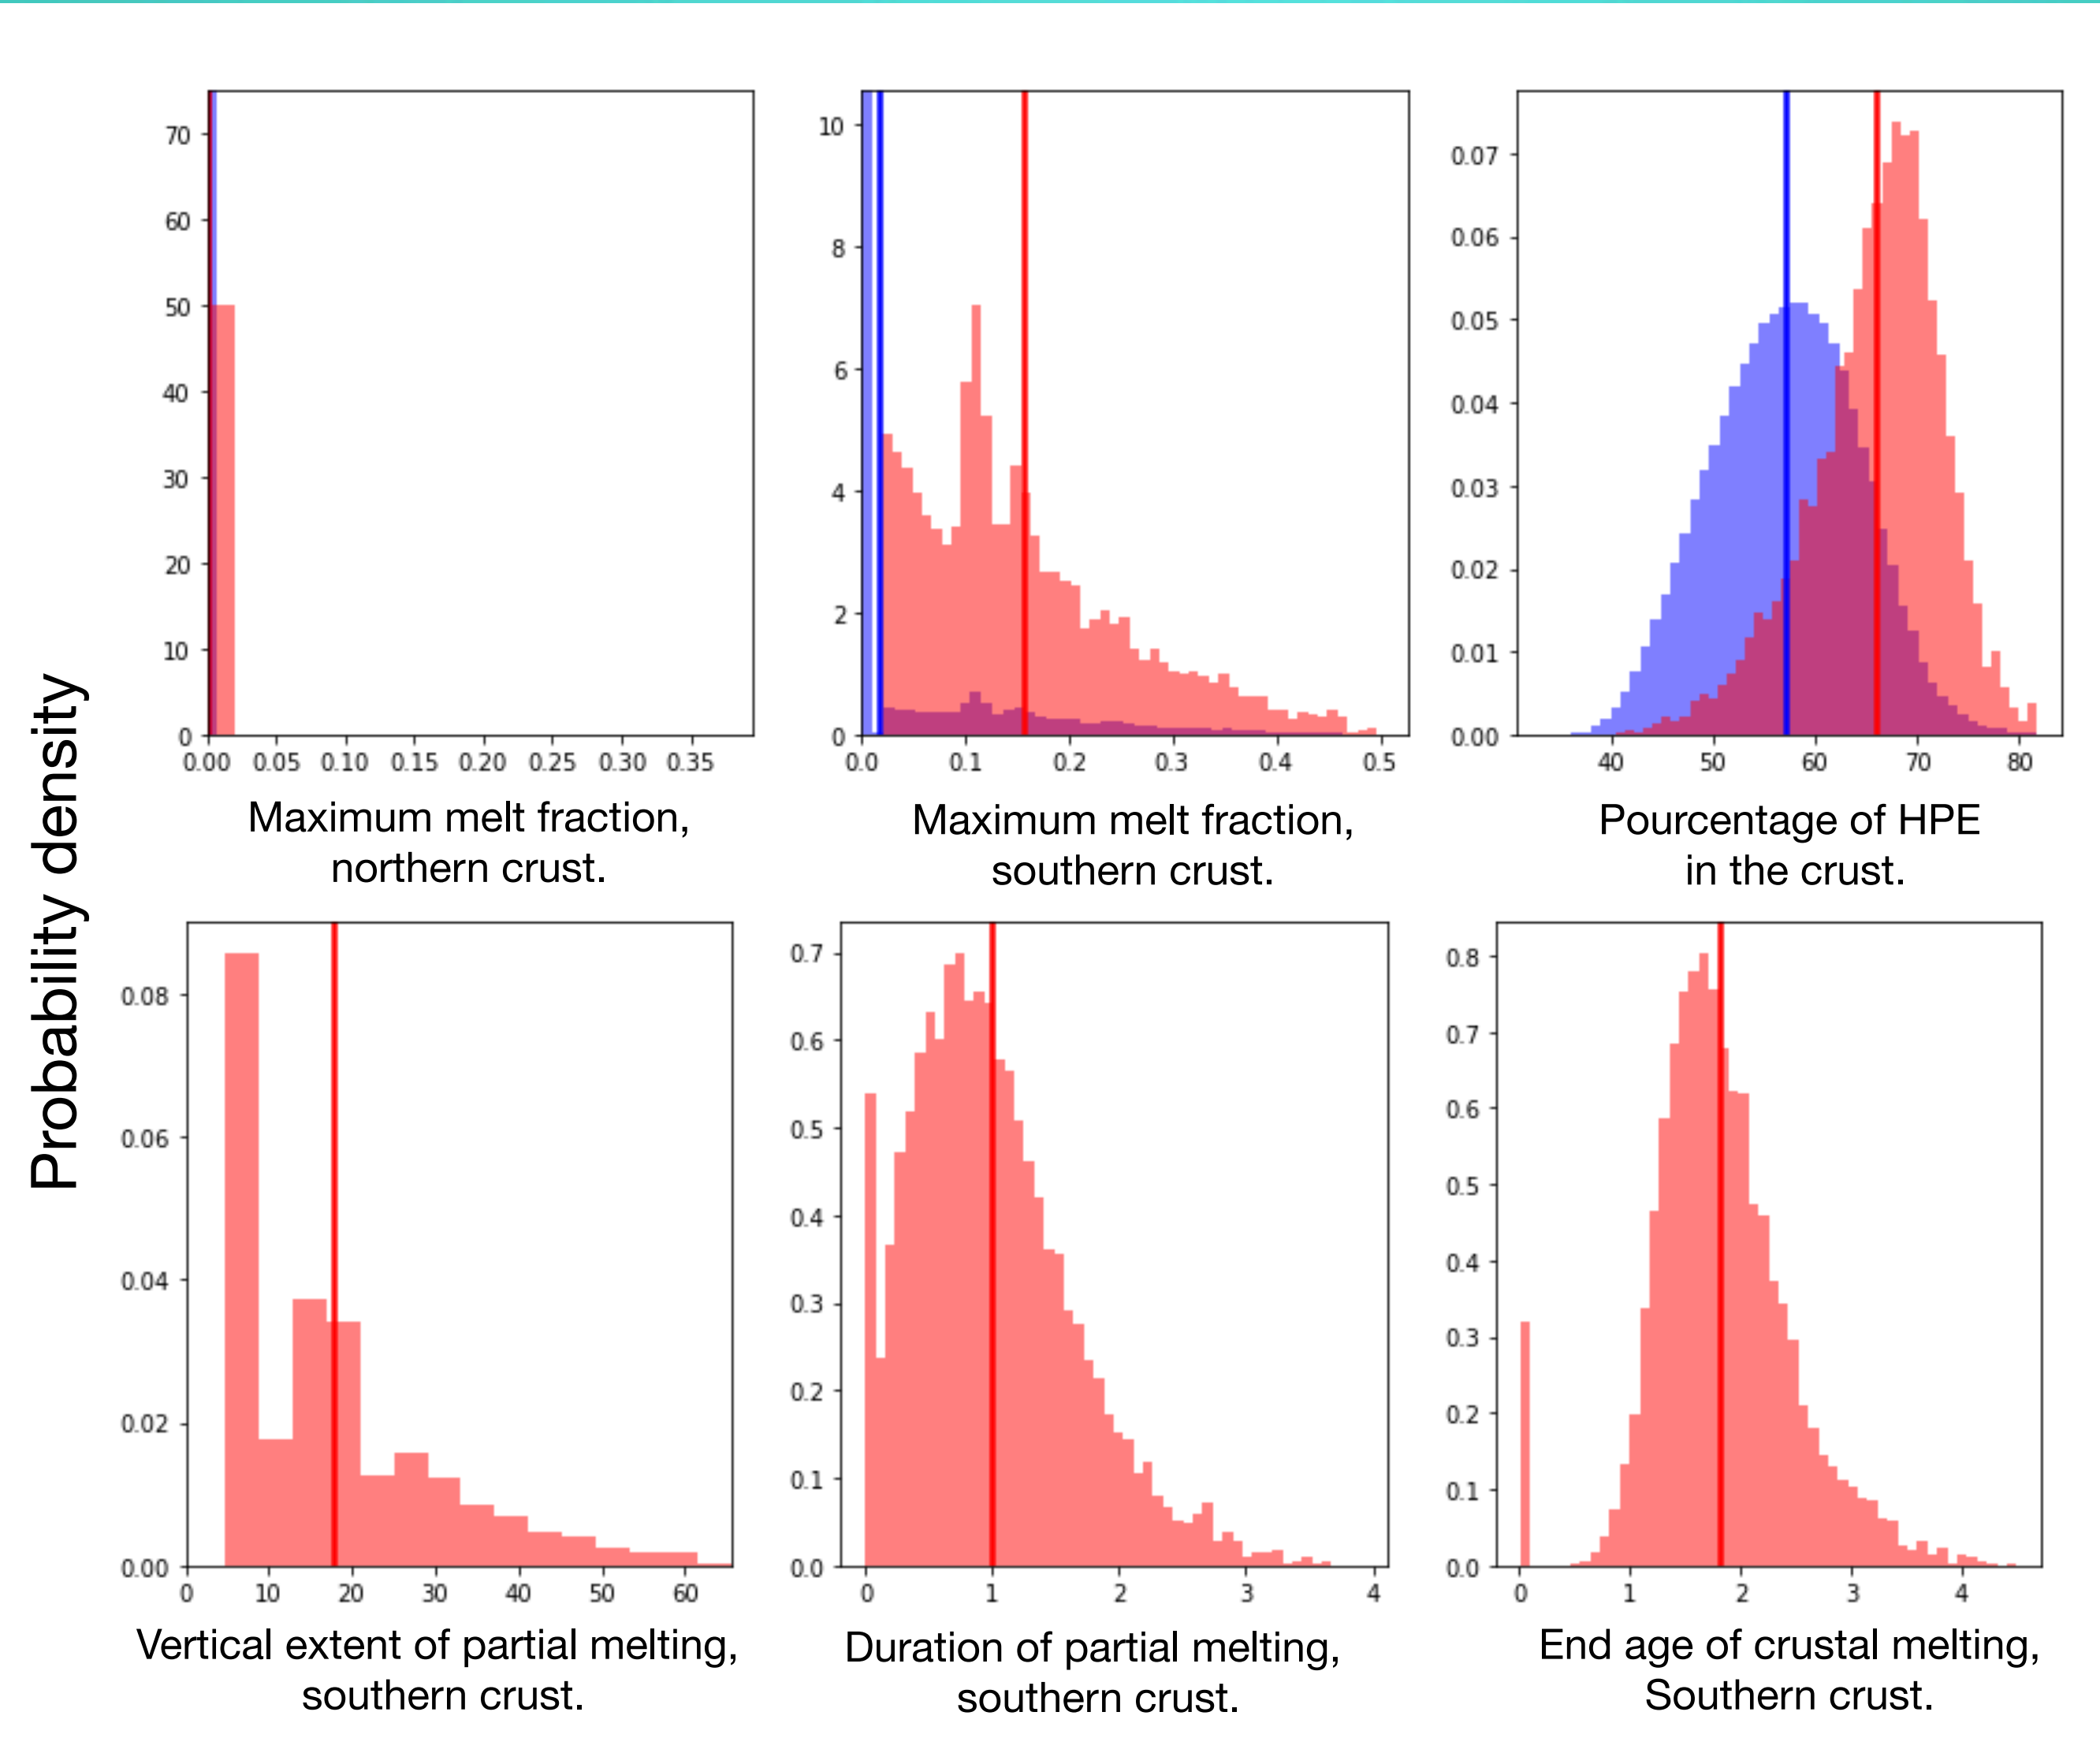 Probability density
70
60
50
40
30
20
10
0
0.00 0.05 0.10 0.15 0.20 0.25 0.30 0.35
Maximum melt fraction,
northern crust.
10
8
6
4
2
0
0.0 0.1 0.2 0.3 0.4 0.5
Maximum melt fraction,
southern crust.
0.07
0.06
0.05
0.04
0.03
0.02
0.01
0.00
40 50 60 70 80
Pourcentage of HPE
in the crust.
0.08
0.06
0.04
0.02
0.00
0 10 20 30 40 50 60
Vertical extent of partial melting,
southern crust.
0.7
0.6
0.5
0.4
0.3
0.2
0.1
0.0
0 1 2 3 4
Duration of partial melting,
southern crust.
0.8
0.7
0.6
0.5
0.4
0.3
0.2
0.1
0.0
0 1 2 3 4
End age of crustal melting,
Southern crust.